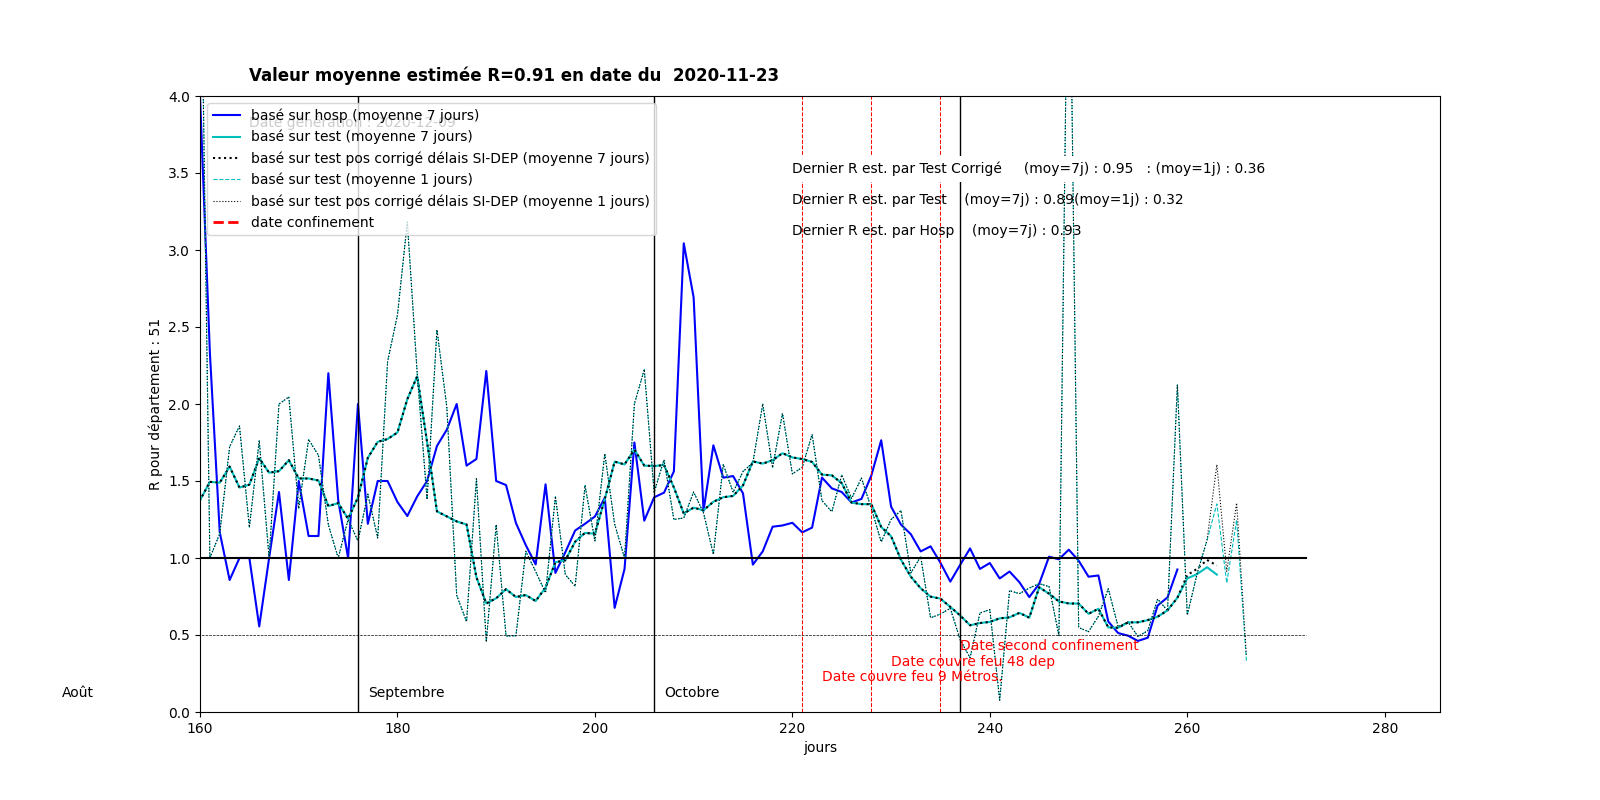 Valeur moyenne estimée R=0.91 en date du  2020-11-23
Date génération : 2020-12-09
basé sur hosp (moyenne 7 jours)
basé sur test (moyenne 7 jours)
basé sur test pos corrigé délais SI-DEP (moyenne 7 jours)
basé sur test (moyenne 1 jours)
basé sur test pos corrigé délais SI-DEP (moyenne 1 jours)
date confinement
Dernier R est. par Test Corrigé (moy=7j) : 0.95 : (moy=1j) : 0.36
Dernier R est. par Test (moy=7j) : 0.89(moy=1j) : 0.32
Dernier R est. par Hosp (moy=7j) : 0.93
4.0
3.5
3.0
2.5
2.0
1.5
1.0
0.5
0.0
R pour département : 51
Date second confinement
Date couvre feu 48 dep
Date couvre feu 9 Métros
Août
Septembre
Octobre
160
180
200
220
240
260
280
jours